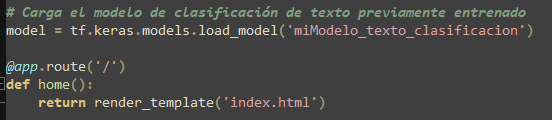 # Carga el modelo de clasificación de texto previamente entrenado
model = tf.keras.models.load_model('miModelo_texto_clasificacion')
@app.route('/')
def home():
    return render_template('index.html')